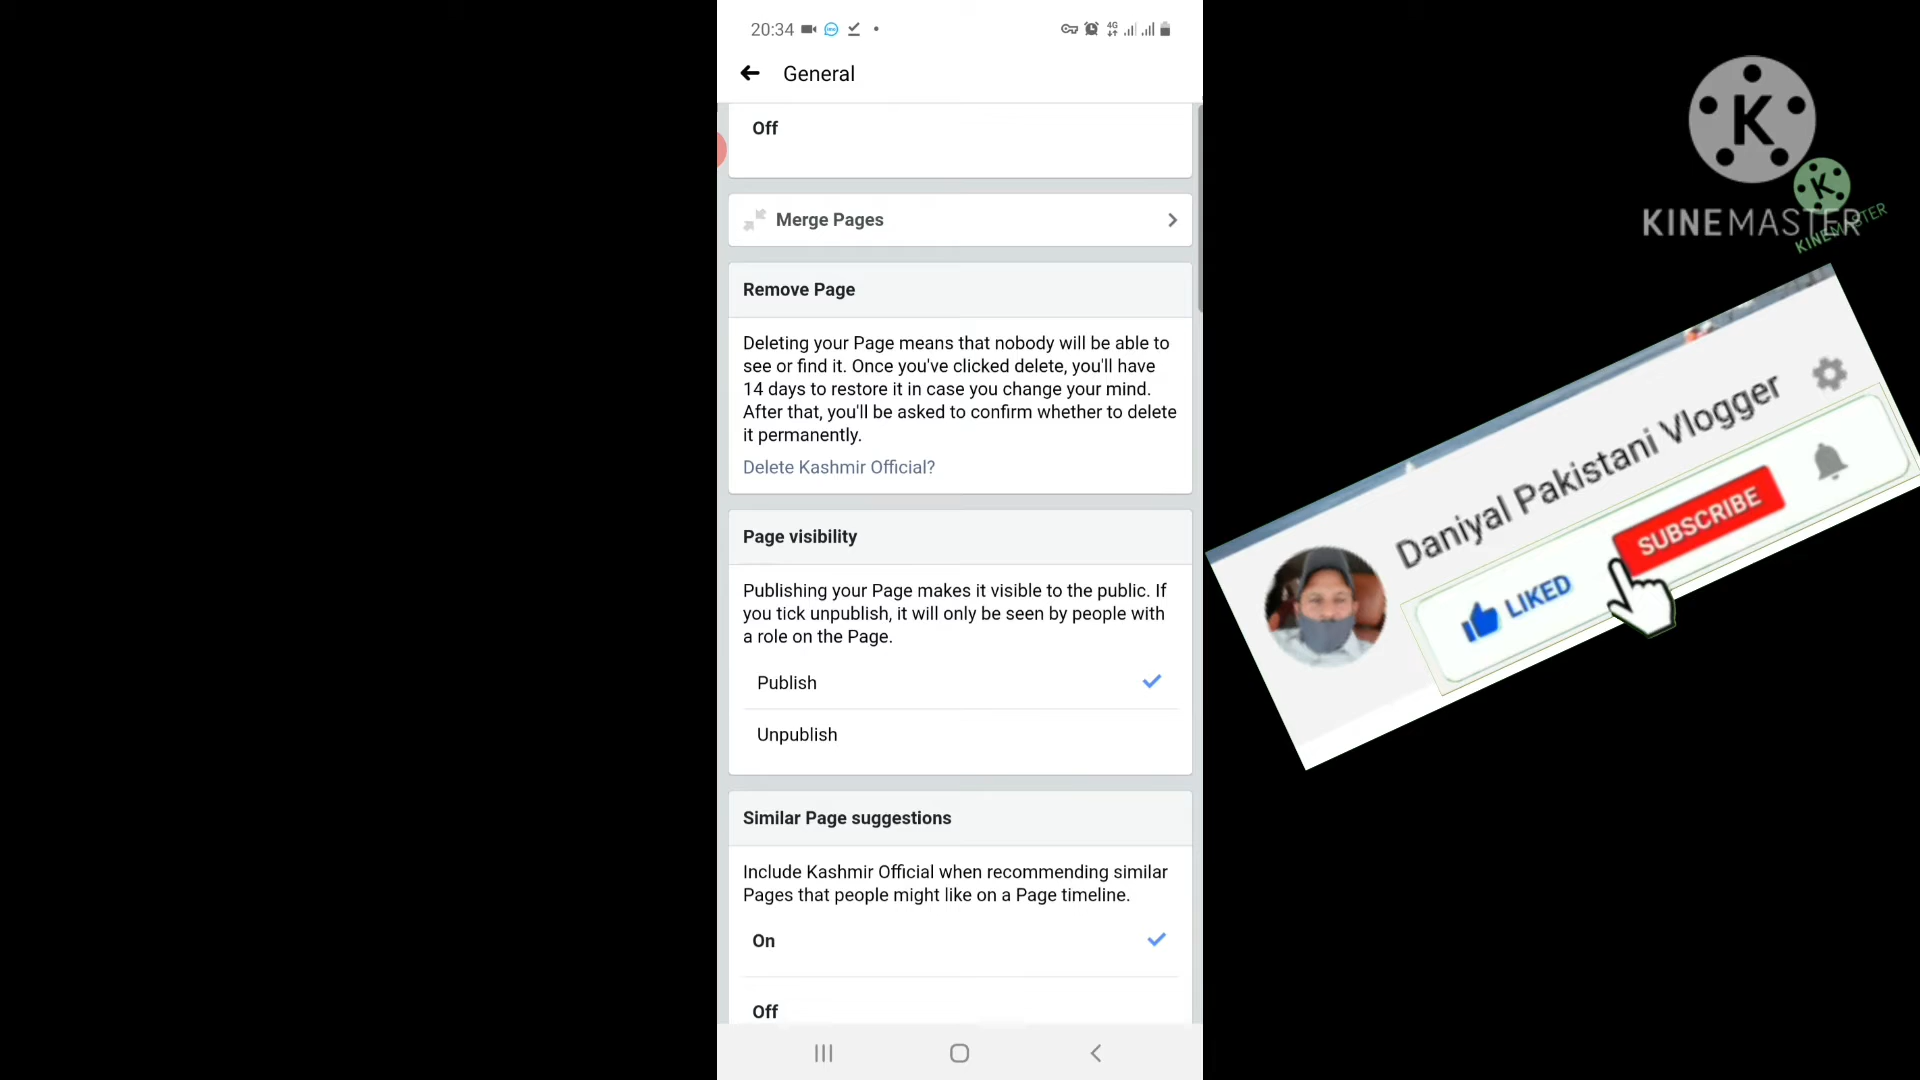 20:34
4G
General
Off
Merge Pages
Remove Page
Deleting your Page means that nobody will be able to
see or find it. Once you've clicked delete, you'll have
14 days to restore it in case you change your mind.
After that, you'll be asked to confirm whether to delete
it permanently.
Delete Kashmir Official?
Page visibility
Publishing your Page makes it visible to the public. If
you tick unpublish, it will only be seen by people with
a role on the Page.
Publish
Unpublish
Similar Page suggestions
Include Kashmir Official when recommending similar
Pages that people might like on a Page timeline.
On
Off
K
KINEMASTER
K
KINEMASTER
Daniyal Pakistani Vlogger
LIKED
SUBSCRIBE